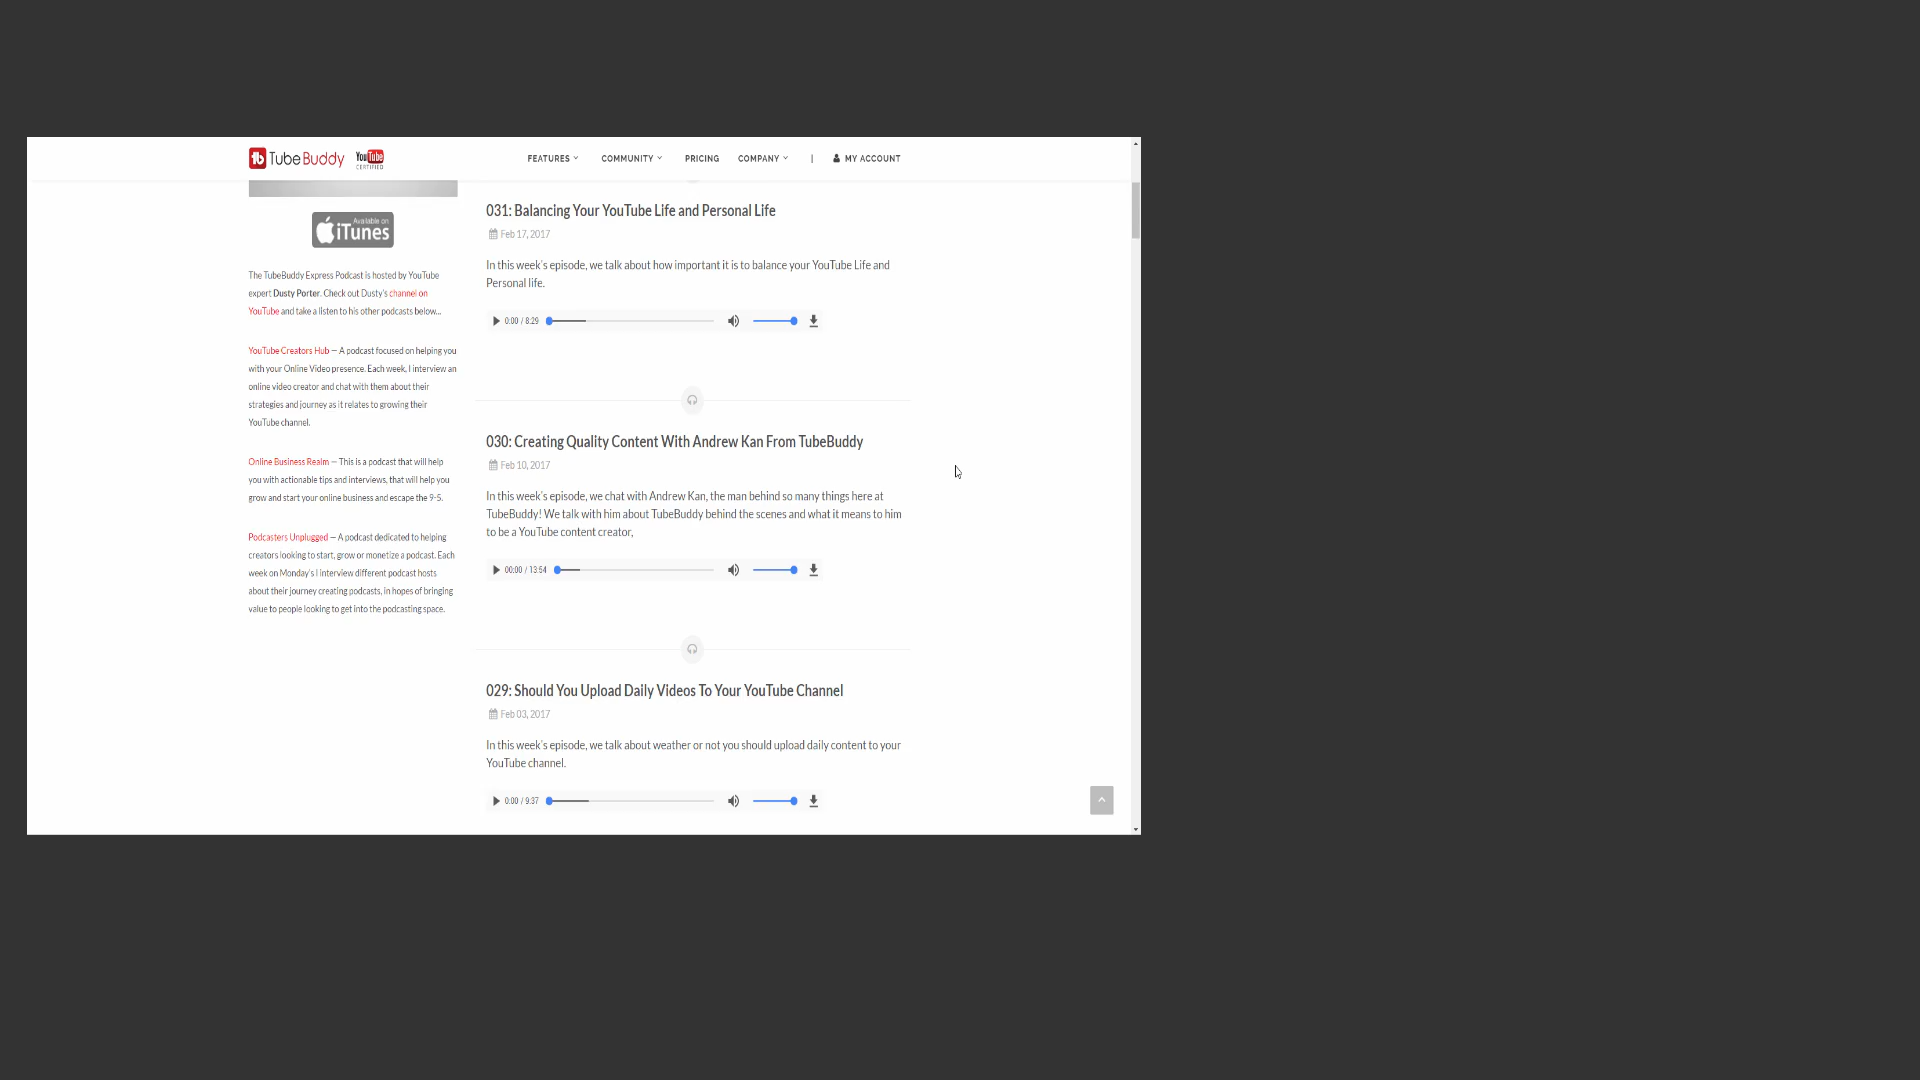 TubeBuddy YouTube CERTIFIED FEATURES COMMUNITY PRICING COMPANY | MY ACCOUNT
Available on
iTunes
The TubeBuddy Express Podcast is hosted by YouTube
expert Dusty Porter. Check out Dusty's channel on
YouTube and take a listen to his other podcasts below...
YouTube Creators Hub — A podcast focused on helping you
with your Online Video presence. Each week, I interview an
online video creator and chat with them about their
strategies and journey as it relates to growing their
YouTube channel.
Online Business Realm — This is a podcast that will help
you with actionable tips and interviews, that will help you
grow and start your online business and escape the 9-5.
Podcasters Unplugged — A podcast dedicated to helping
creators looking to start, grow or monetize a podcast. Each
week on Monday's I interview different podcast hosts
about their journey creating podcasts, in hopes of bringing
value to people looking to get into the podcasting space.
031: Balancing Your YouTube Life and Personal Life
Feb 17, 2017
In this week's episode, we talk about how important it is to balance your YouTube Life and
Personal life.
0:00 / 8:29
030: Creating Quality Content With Andrew Kan From TubeBuddy
Feb 10, 2017
In this week's episode, we chat with Andrew Kan, the man behind so many things here at
TubeBuddy! We talk with him about TubeBuddy behind the scenes and what it means to him
to be a YouTube content creator,
00:00 / 13:54
029: Should You Upload Daily Videos To Your YouTube Channel
Feb 03, 2017
In this week's episode, we talk about weather or not you should upload daily content to your
YouTube channel.
0:00 / 9:37